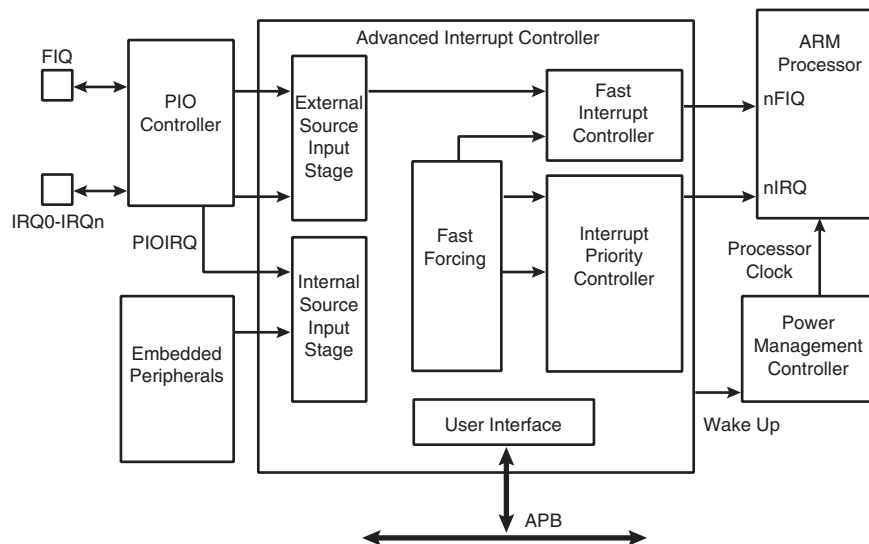 Advanced Interrupt Controller
FIQ
PIO
Controller
IRQ0-IRQn
PIOIRQ
Embedded
Peripherals
External
Source
Input
Stage
Internal
Source
Input
Stage
Fast
Forcing
Fast
Interrupt
Controller
Interrupt
Priority
Controller
User Interface
APB
ARM
Processor
nFIQ
nIRQ
Processor
Clock
Power
Management
Controller
Wake Up